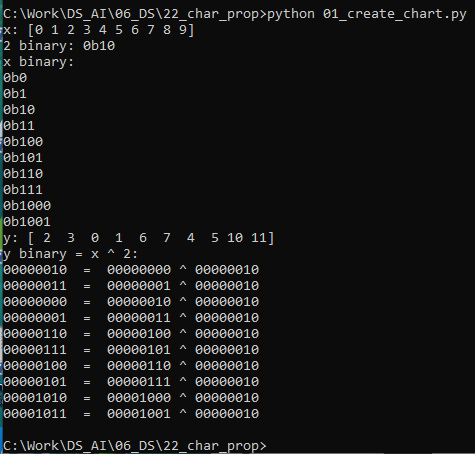 C:\Work\DS_AI\06_DS\22_char_prop>python 01_create_chart.py
x: [0 1 2 3 4 5 6 7 8 9]
2 binary: 0b10
x binary:
0b0
0b1
0b10
0b11
0b100
0b101
0b110
0b111
0b1000
0b1001
y: [ 2  3  0  1  6  7  4  5 10 11]
y binary = x ^ 2:
00000010  =  00000000 ^ 00000010
00000011  =  00000001 ^ 00000010
00000000  =  00000010 ^ 00000010
00000001  =  00000011 ^ 00000010
00000110  =  00000100 ^ 00000010
00000111  =  00000101 ^ 00000010
00000100  =  00000110 ^ 00000010
00000101  =  00000111 ^ 00000010
00001010  =  00001000 ^ 00000010
00001011  =  00001001 ^ 00000010
C:\Work\DS_AI\06_DS\22_char_prop>